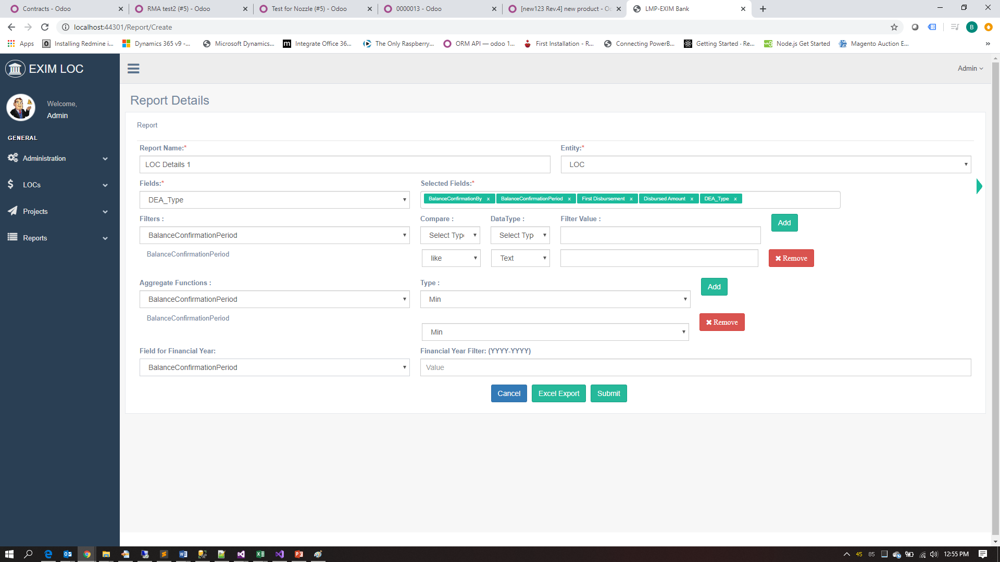 Contracts - Odoo
RMA test2 (#5) - Odoo
Test for Nozzle (#5) - Odoo
0000013 - Odoo
[new123 Rev.4] new product - Od
LMP-EXIM Bank
localhost:44301/Report/Create
B
Apps
Installing Redmine i...
Dynamics 365 v9 -...
Microsoft Dynamics...
Integrate Office 36...
The Only Raspberry...
ORM API — odoo 1...
First Installation - R...
Connecting PowerB...
Getting Started · Re...
Node.js Get Started
Magento Auction E...
»
EXIM LOC
Admin
Welcome,
Admin
GENERAL
Administration
LOCs
Projects
Reports
Report Details
Report
Report Name:*
Entity:*
LOC Details 1
LOC
Fields:*
Selected Fields:*
DEA_Type
BalanceConfirmationBy x
BalanceConfirmationPeriod x
First Disbursement x
Disbursed Amount x
DEA_Type x
Filters :
Compare :
DataType :
Filter Value :
Add
BalanceConfirmationPeriod
Select Typ
Select Typ
BalanceConfirmationPeriod
like
Text
Remove
Aggregate Functions :
Type :
Add
BalanceConfirmationPeriod
Min
BalanceConfirmationPeriod
Remove
Min
Field for Financial Year:
Financial Year Filter: (YYYY-YYYY)
BalanceConfirmationPeriod
Value
Cancel
Excel Export
Submit
45
85
12:55 PM